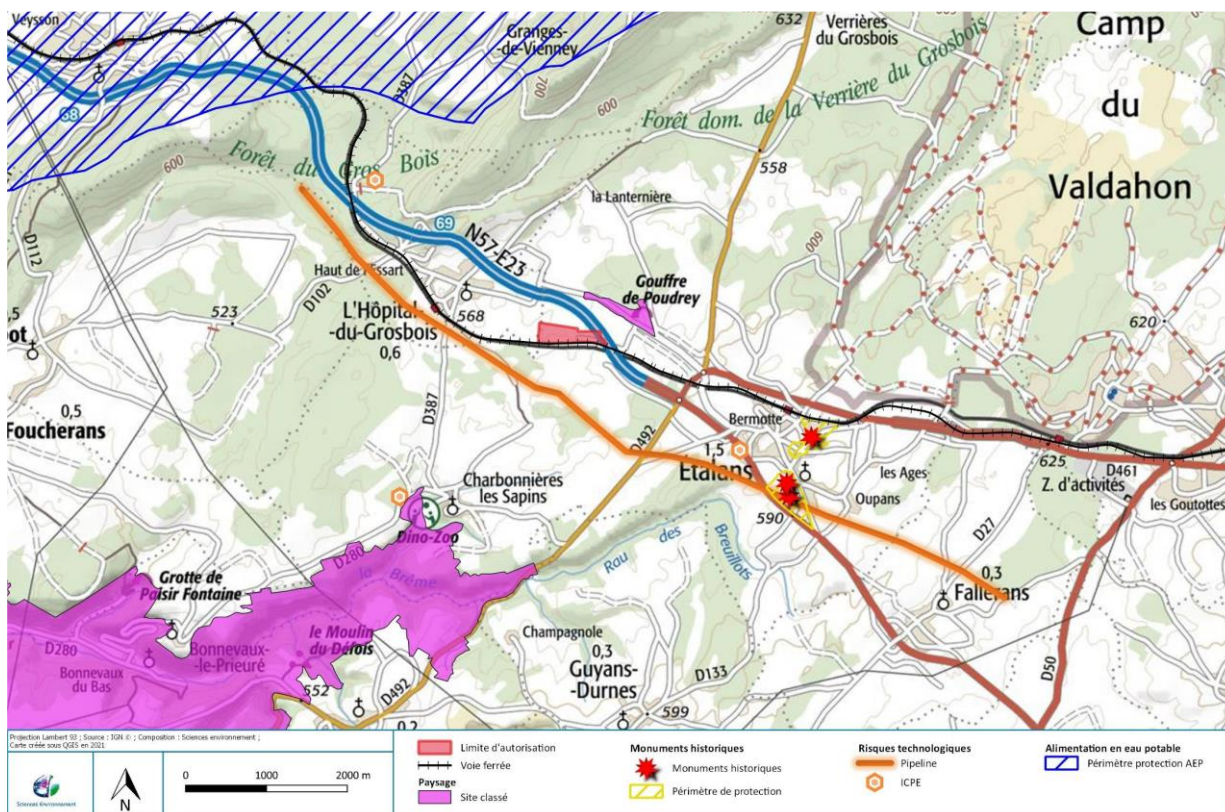 Veysson
Granges-
-de-Vienney
632
Verrières
du Grosbois
Camp
du
Valdahon
D387
700
68
600
Forêt dom. de la Verrière du Grosbois
600
Forêt du Gros Bois
558
la Lanternière
69
N57-E23
D112
600
Haut de l'Essart
D102
Gouffre
de Poudrey
523
L'Hôpital-
-du-Grosbois
0,6
568
620
,5
ot
0,5
Foucherans
D387
D492
Bermotte
1,5
Étalans
les Ages
Oupans
625
Z. d'activités
D461
les Goutottes
Charbonnières
les Sapins
590
D27
Dino-Zoo
D280
la Brême
Rau des Breuillots
0,3
Fallerans
Grotte de
Plaisir Fontaine
le Moulin
du Défois
Bonnevaux-
-le-Prieuré
D280
Bonnevaux
du Bas
Champagnole
0,3
Guyans-
-Durnes
D133
D50
552
D492
0,2
599
Projection Lambert 93 ; Source : IGN © ; Composition : Sciences environnement ;
Carte créée sous QGIS en 2021
Sciences Environnement
N
0 1000 2000 m
Limite d'autorisation
Voie ferrée
Paysage
Site classé
Monuments historiques
Monuments historiques
Périmètre de protection
Risques technologiques
Pipeline
ICPE
Alimentation en eau potable
Périmètre protection AEP